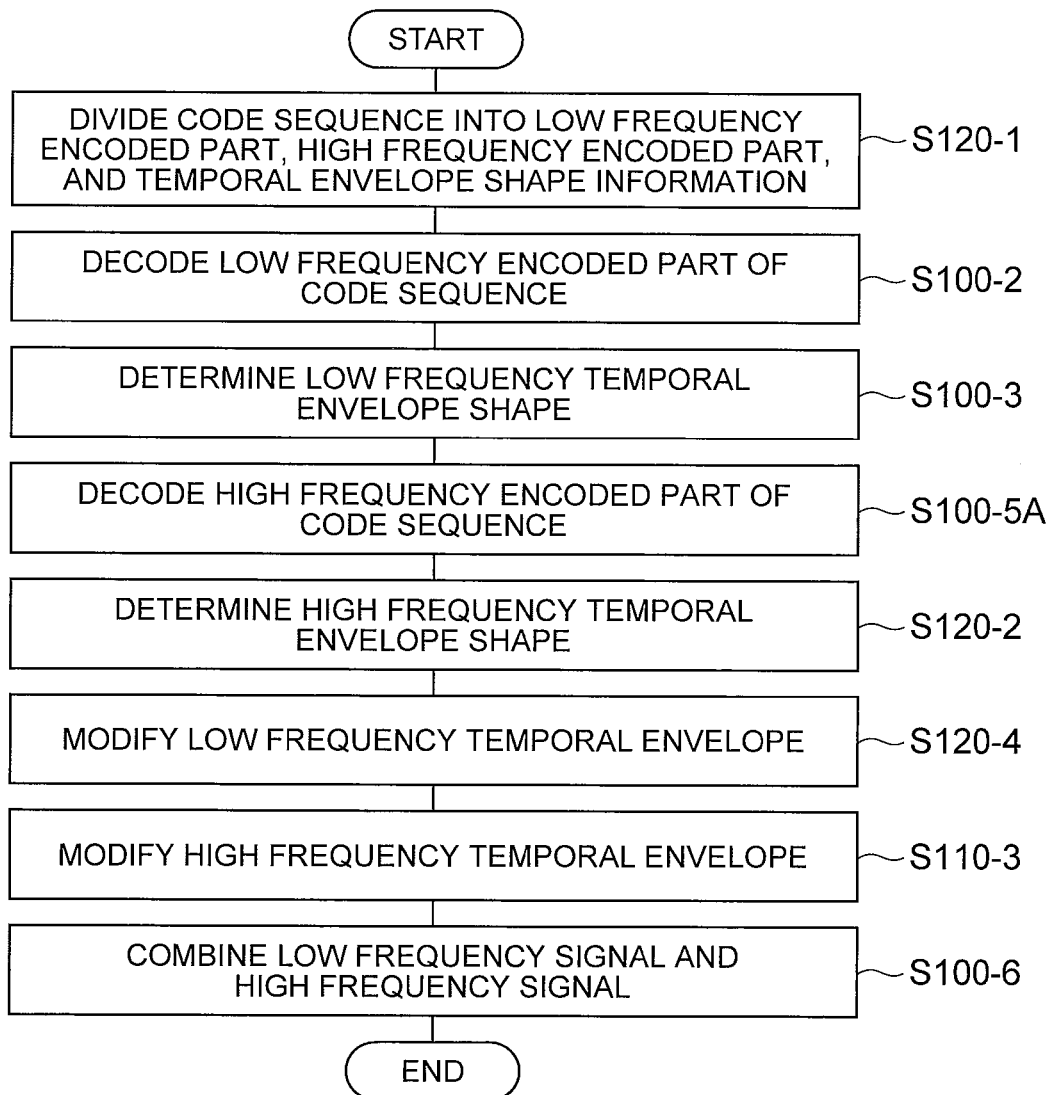 START
DIVIDE CODE SEQUENCE INTO LOW FREQUENCY
ENCODED PART, HIGH FREQUENCY ENCODED PART,
AND TEMPORAL ENVELOPE SHAPE INFORMATION
S120-1
DECODE LOW FREQUENCY ENCODED PART OF
CODE SEQUENCE
S100-2
DETERMINE LOW FREQUENCY TEMPORAL
ENVELOPE SHAPE
S100-3
DECODE HIGH FREQUENCY ENCODED PART OF
CODE SEQUENCE
S100-5A
DETERMINE HIGH FREQUENCY TEMPORAL
ENVELOPE SHAPE
S120-2
MODIFY LOW FREQUENCY TEMPORAL ENVELOPE
S120-4
MODIFY HIGH FREQUENCY TEMPORAL ENVELOPE
S110-3
COMBINE LOW FREQUENCY SIGNAL AND
HIGH FREQUENCY SIGNAL
S100-6
END